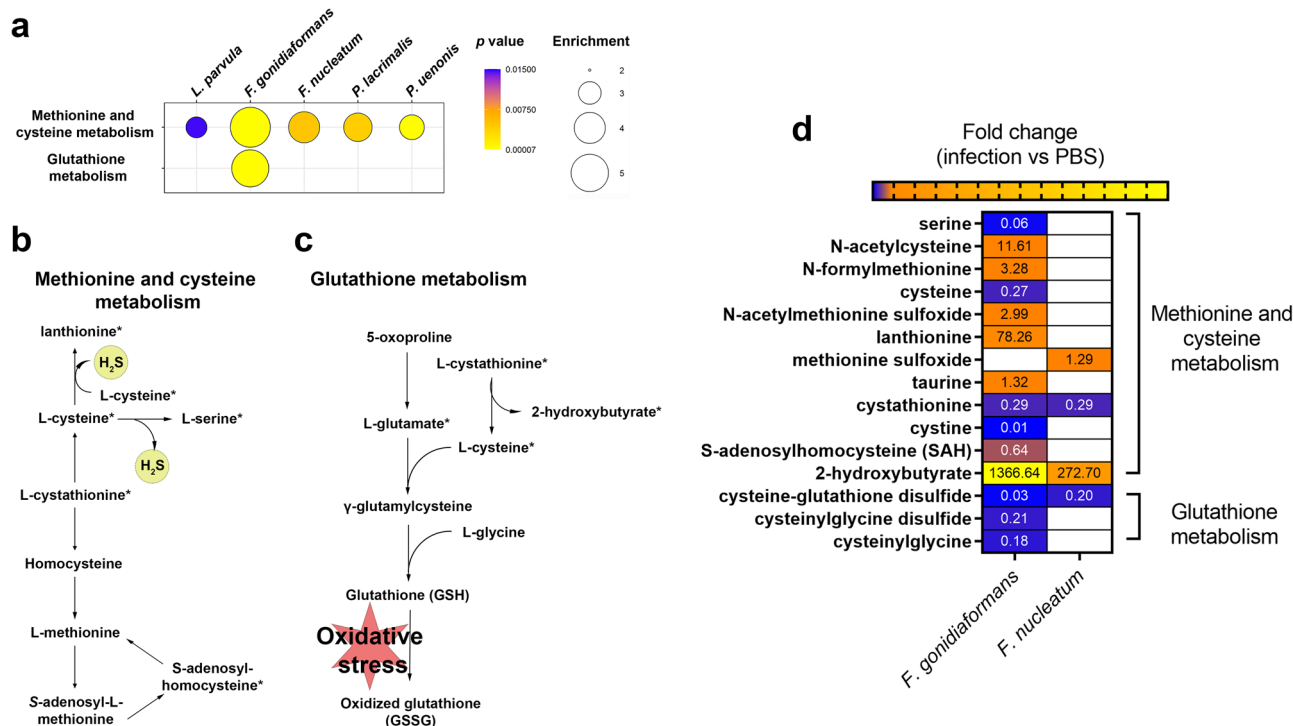 a
L. parvula
F. gonidiaformans
F. nucleatum
P. lacrimalis
P. uenonis
Methionine and
cysteine metabolism
Glutathione
metabolism
p value
0.01500
0.00750
0.00007
Enrichment
2
3
4
5
b
Methionine and cysteine
metabolism
lanthionine*
H2S
L-cysteine*
L-cysteine*
L-serine*
H2S
L-cystathionine*
Homocysteine
L-methionine
S-adenosyl-
homocysteine*
S-adenosyl-L-
methionine
c
Glutathione metabolism
5-oxoproline
L-cystathionine*
2-hydroxybutyrate*
L-glutamate*
L-cysteine*
γ-glutamylcysteine
L-glycine
Glutathione (GSH)
Oxidative
stress
Oxidized glutathione
(GSSG)
d
Fold change
(infection vs PBS)
serine 0.06
N-acetylcysteine 11.61
N-formylmethionine 3.28
cysteine 0.27
N-acetylmethionine sulfoxide 2.99
lanthionine 78.26
methionine sulfoxide 1.29
taurine 1.32
cystathionine 0.29 0.29
cystine 0.01
S-adenosylhomocysteine (SAH) 0.64
2-hydroxybutyrate 1366.64 272.70
cysteine-glutathione disulfide 0.03 0.20
cysteinylglycine disulfide 0.21
cysteinylglycine 0.18
Methionine and
cysteine
metabolism
Glutathione
metabolism
F. gonidiaformans
F. nucleatum